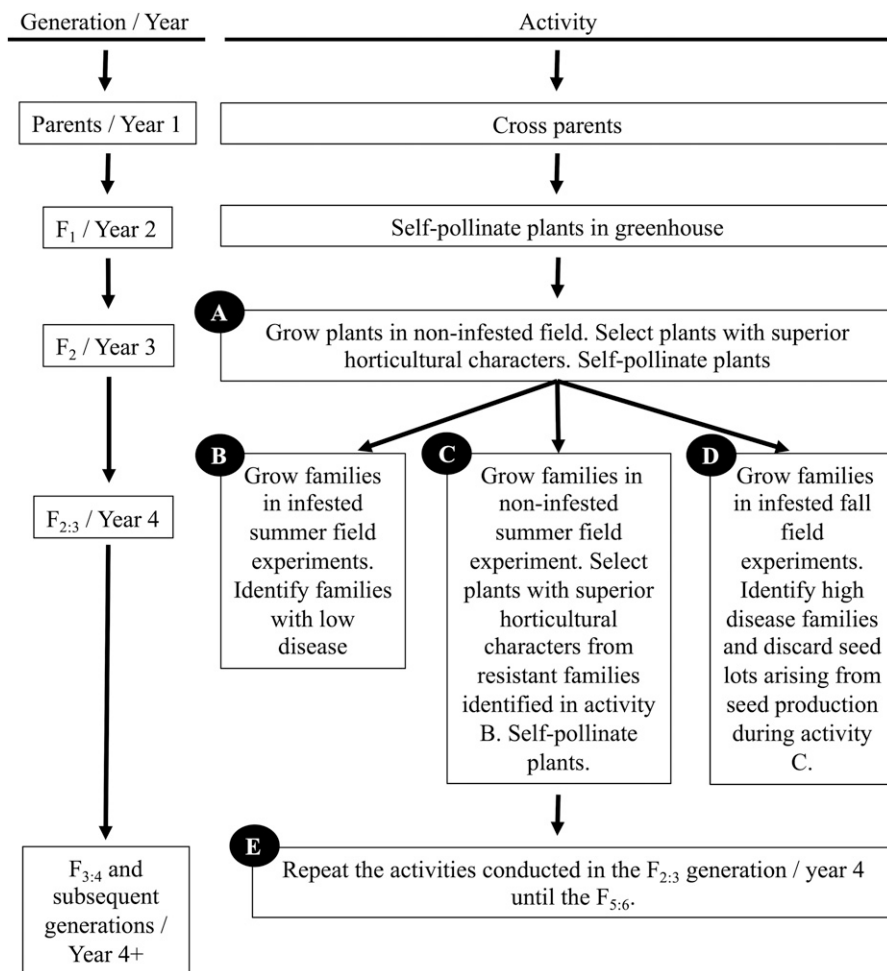 Generation / Year
Activity
Parents / Year 1
Cross parents
F₁ / Year 2
Self-pollinate plants in greenhouse
A
F₂ / Year 3
Grow plants in non-infested field. Select plants with superior
horticultural characters. Self-pollinate plants
F₂:₃ / Year 4
B
Grow families
in infested
summer field
experiments.
Identify families
with low
disease
C
Grow families in
non-infested
summer field
experiment. Select
plants with superior
horticultural
characters from
resistant families
identified in activity
B. Self-pollinate
plants.
D
Grow families
in infested fall
field
experiments.
Identify high
disease families
and discard seed
lots arising from
seed production
during activity
C.
F₃:₄ and
subsequent
generations /
Year 4+
E
Repeat the activities conducted in the F₂:₃ generation / year 4
until the F₅:₆.